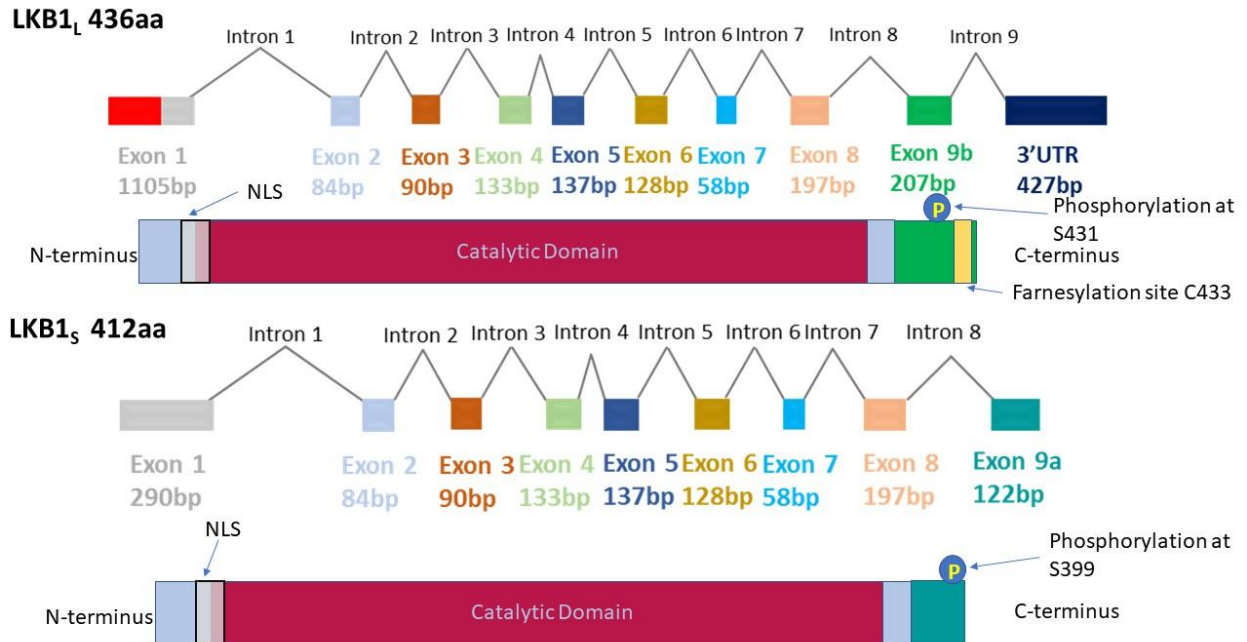 LKB1L 436aa
Intron 1 Intron 2 Intron 3 Intron 4 Intron 5 Intron 6 Intron 7 Intron 8 Intron 9
Exon 1 Exon 2 Exon 3 Exon 4 Exon 5 Exon 6 Exon 7 Exon 8 Exon 9b 3'UTR
1105bp 84bp 90bp 133bp 137bp 128bp 58bp 197bp 207bp 427bp
NLS
P
Phosphorylation at
S431
N-terminus
Catalytic Domain
C-terminus
Farnesylation site C433
LKB1S 412aa
Intron 1 Intron 2 Intron 3 Intron 4 Intron 5 Intron 6 Intron 7 Intron 8
Exon 1 Exon 2 Exon 3 Exon 4 Exon 5 Exon 6 Exon 7 Exon 8 Exon 9a
290bp 84bp 90bp 133bp 137bp 128bp 58bp 197bp 122bp
NLS
Phosphorylation at
S399
P
N-terminus
Catalytic Domain
C-terminus